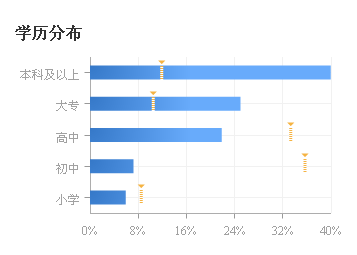 学历分布
本科及以上
大专
高中
初中
小学
0% 8% 16% 24% 32% 40%